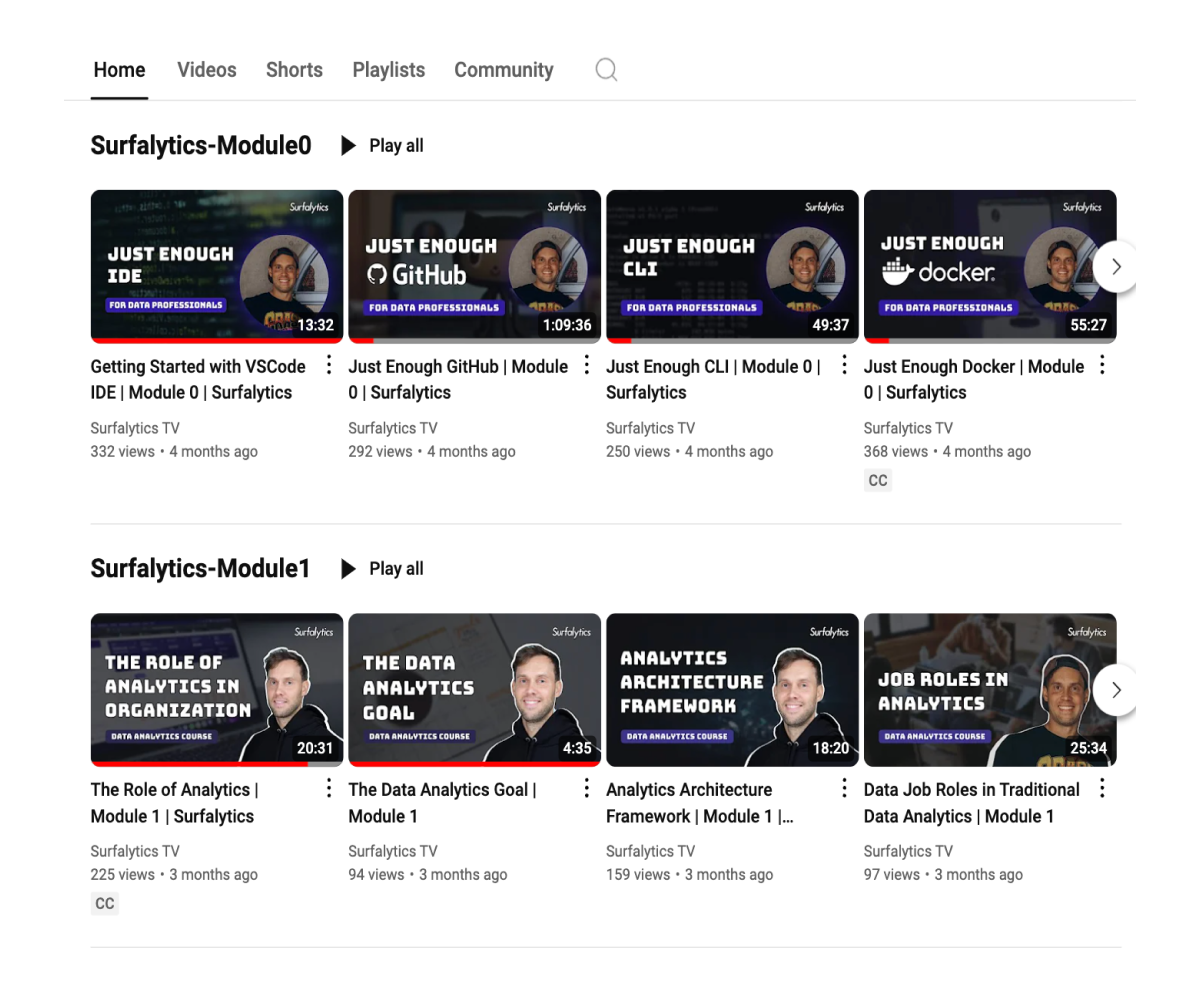 Home Videos Shorts Playlists Community
Surfalytics-Module0 Play all
Surfalytics
JUST ENOUGH
IDE
FOR DATA PROFESSIONALS
13:32
Surfalytics
JUST ENOUGH
GitHub
FOR DATA PROFESSIONALS
1:09:36
Surfalytics
JUST ENOUGH
CLI
FOR DATA PROFESSIONALS
49:37
Surfalytics
JUST ENOUGH
docker
FOR DATA PROFESSIONALS
55:27
Getting Started with VSCode
IDE | Module 0 | Surfalytics
Surfalytics TV
332 views • 4 months ago
Just Enough GitHub | Module
0 | Surfalytics
Surfalytics TV
292 views • 4 months ago
Just Enough CLI | Module 0 |
Surfalytics
Surfalytics TV
250 views • 4 months ago
Just Enough Docker | Module
0 | Surfalytics
Surfalytics TV
368 views • 4 months ago
CC
Surfalytics-Module1 Play all
Surfalytics
THE ROLE OF
ANALYTICS IN
ORGANIZATION
DATA ANALYTICS COURSE
20:31
Surfalytics
THE DATA
ANALYTICS
GOAL
DATA ANALYTICS COURSE
4:35
Surfalytics
ANALYTICS
ARCHITECTURE
FRAMEWORK
DATA ANALYTICS COURSE
18:20
Surfalytics
JOB ROLES IN
ANALYTICS
DATA ANALYTICS COURSE
25:34
The Role of Analytics |
Module 1 | Surfalytics
Surfalytics TV
225 views • 3 months ago
CC
The Data Analytics Goal |
Module 1
Surfalytics TV
94 views • 3 months ago
Analytics Architecture
Framework | Module 1 |...
Surfalytics TV
159 views • 3 months ago
Data Job Roles in Traditional
Data Analytics | Module 1
Surfalytics TV
97 views • 3 months ago